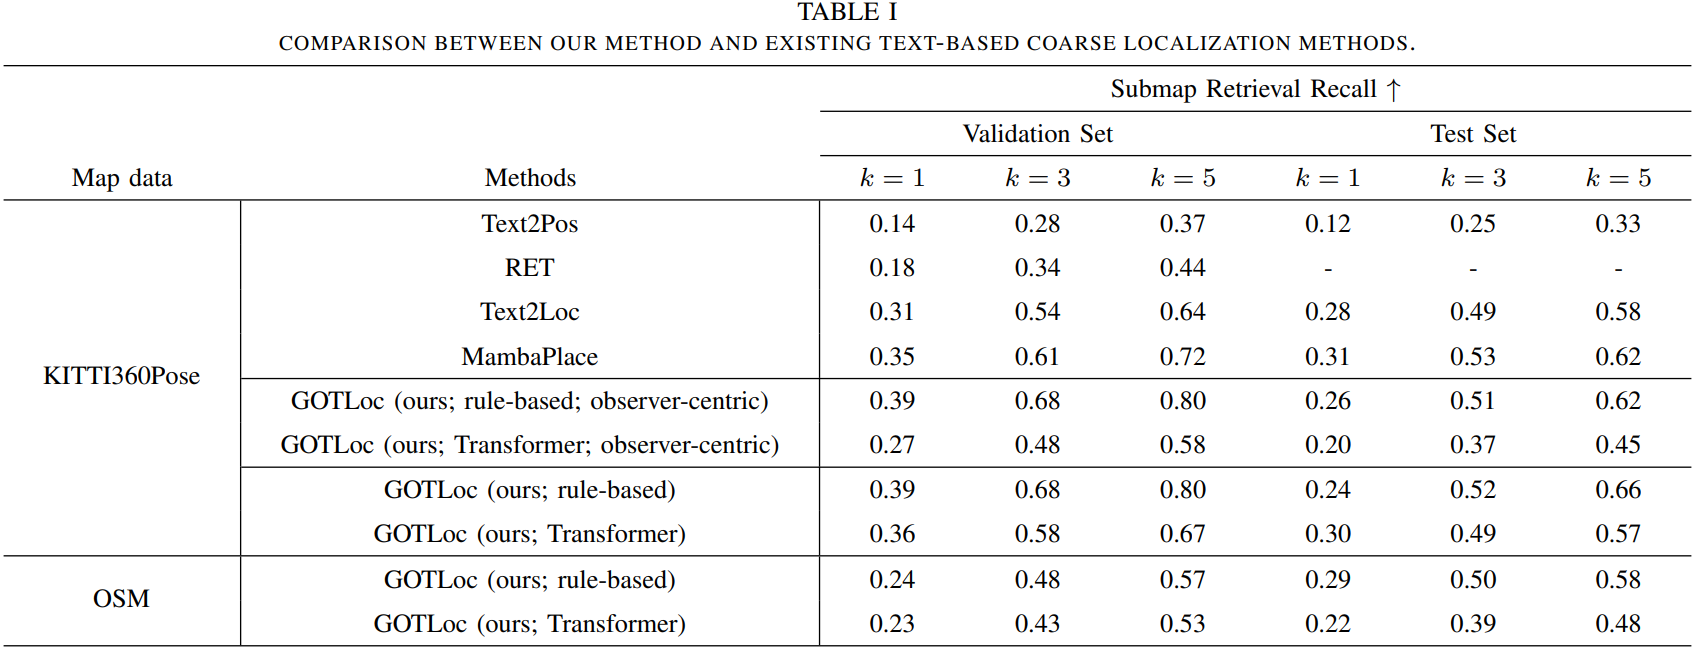 TABLE I
COMPARISON BETWEEN OUR METHOD AND EXISTING TEXT-BASED COARSE LOCALIZATION METHODS.
Submap Retrieval Recall ↑
Validation Set Test Set
Map data Methods k = 1 k = 3 k = 5 k = 1 k = 3 k = 5
Text2Pos 0.14 0.28 0.37 0.12 0.25 0.33
RET 0.18 0.34 0.44 - - -
Text2Loc 0.31 0.54 0.64 0.28 0.49 0.58
MambaPlace 0.35 0.61 0.72 0.31 0.53 0.62
KITTI360Pose
GOTLoc (ours; rule-based; observer-centric) 0.39 0.68 0.80 0.26 0.51 0.62
GOTLoc (ours; Transformer; observer-centric) 0.27 0.48 0.58 0.20 0.37 0.45
GOTLoc (ours; rule-based) 0.39 0.68 0.80 0.24 0.52 0.66
GOTLoc (ours; Transformer) 0.36 0.58 0.67 0.30 0.49 0.57
GOTLoc (ours; rule-based) 0.24 0.48 0.57 0.29 0.50 0.58
OSM
GOTLoc (ours; Transformer) 0.23 0.43 0.53 0.22 0.39 0.48